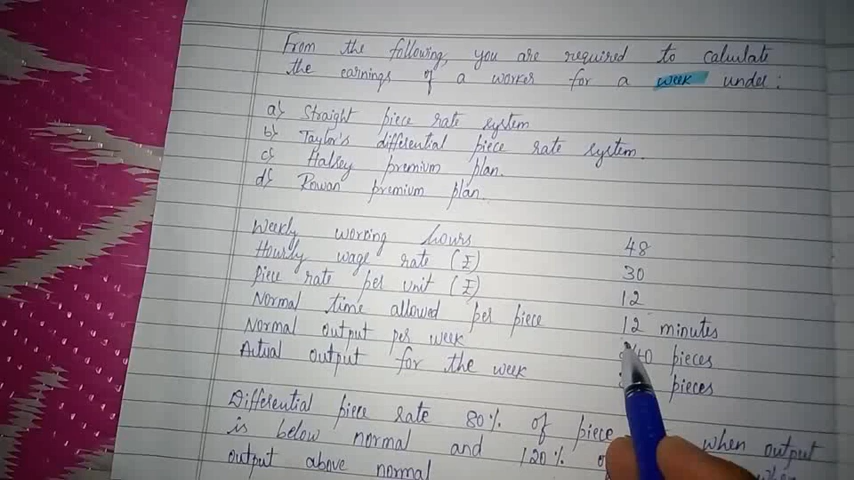 From the following, you are required to calculate
the earnings of a worker for a week under:
a) Straight piece rate system
b) Taylor's differential piece rate system.
c) Halsey premium plan.
d) Rowan premium plan.
Weekly working hours 48
Hourly wage rate (₹) 30
Piece rate per unit (₹) 12
Normal time allowed per piece 12 minutes
Normal output per week pieces
Actual output for the week pieces
Differential piece rate 80% of piece when output
is below normal and 120%
output above normal